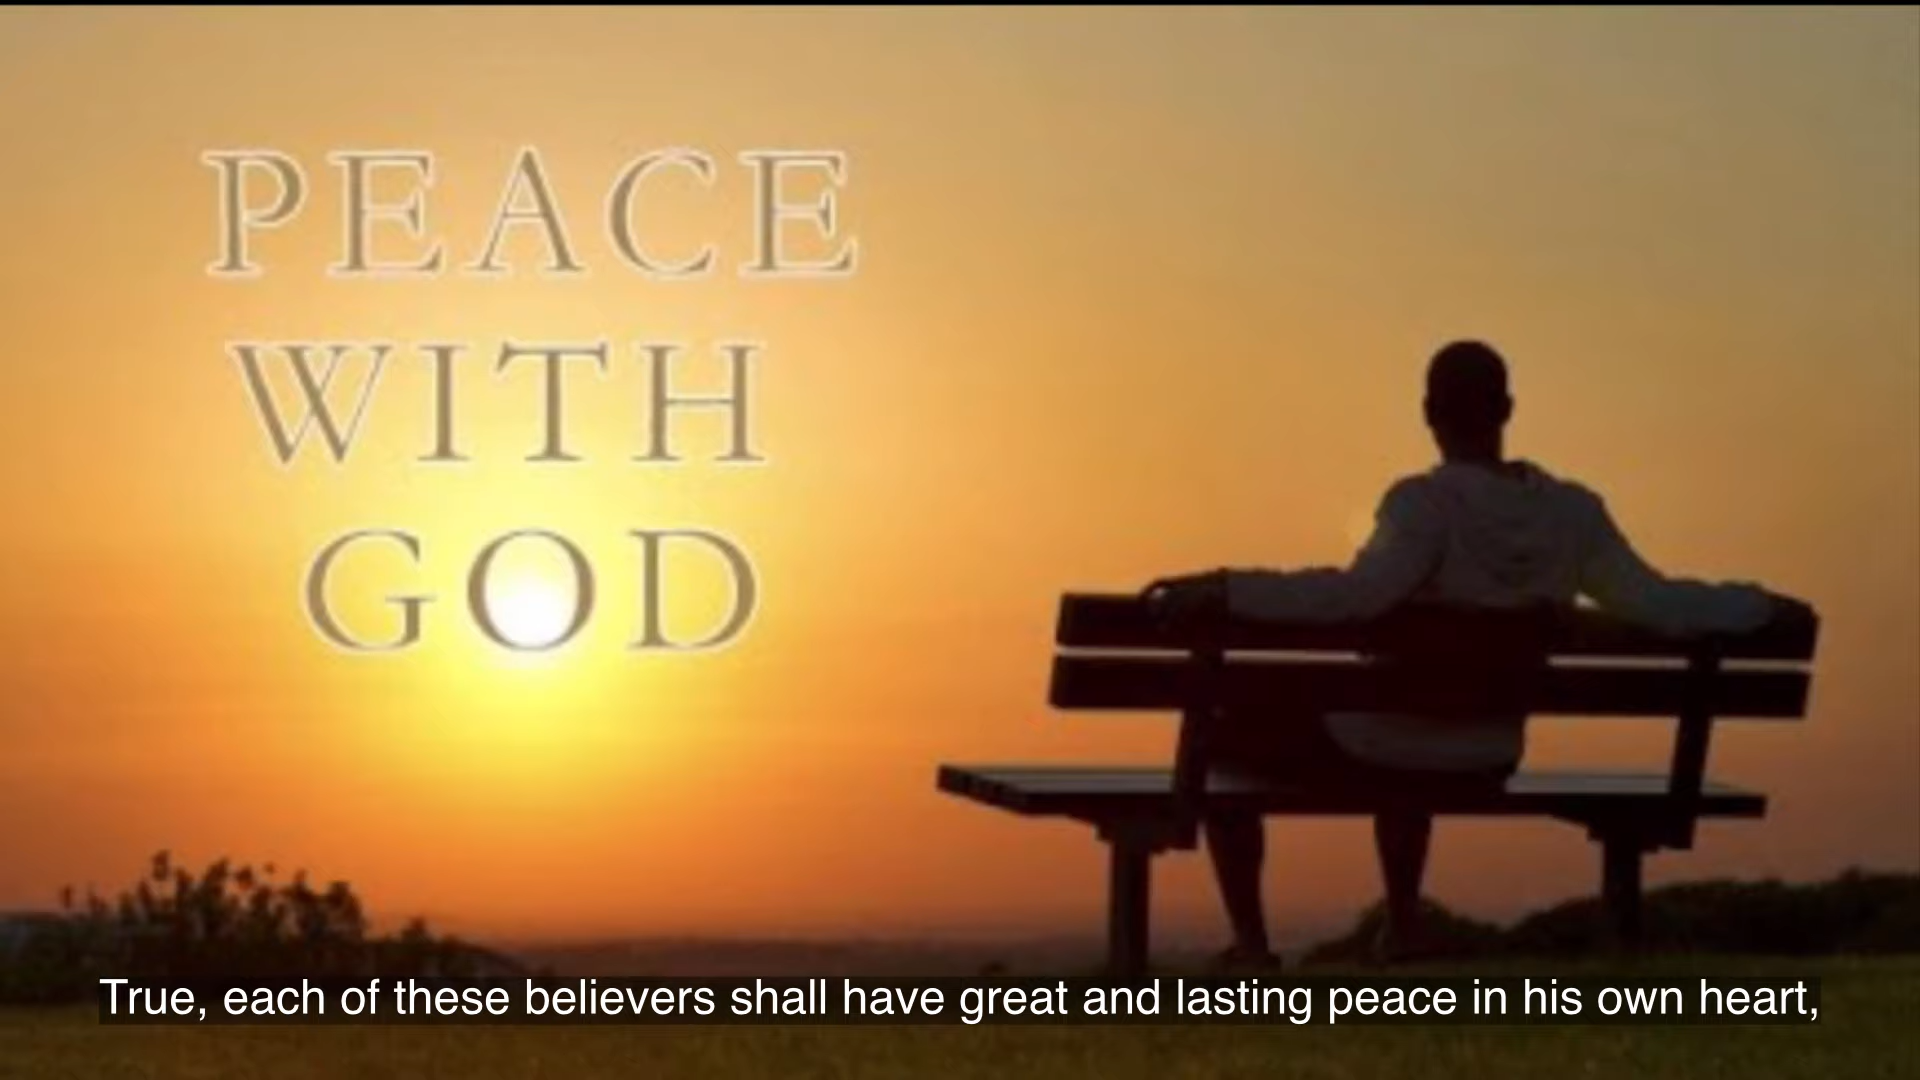 PEACE
WITH
GOD
True, each of these believers shall have great and lasting peace in his own heart,